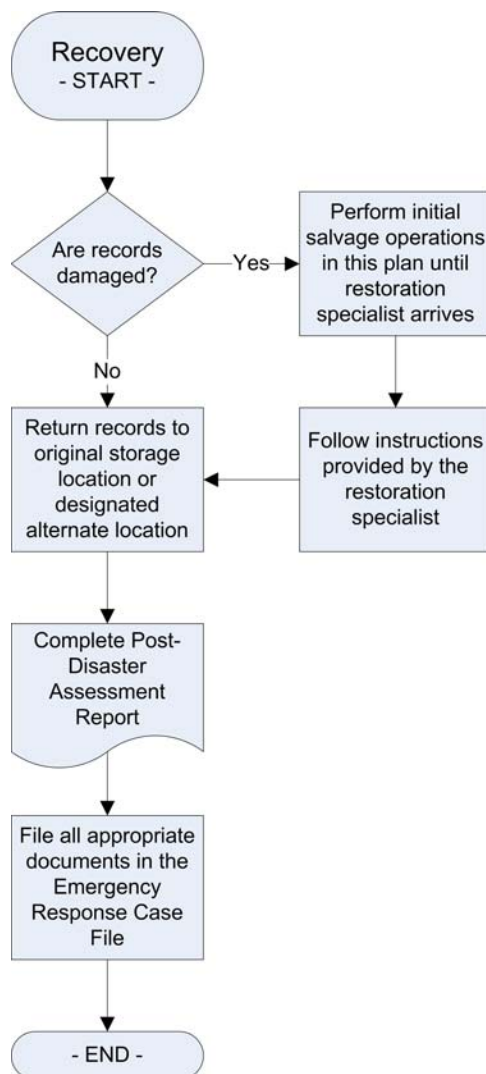 Recovery
- START -
Are records
damaged?
Yes
Perform initial
salvage operations
in this plan until
restoration
specialist arrives
No
Return records to
original storage
location or
designated
alternate location
Follow instructions
provided by the
restoration
specialist
Complete Post-
Disaster
Assessment
Report
File all appropriate
documents in the
Emergency
Response Case
File
- END -